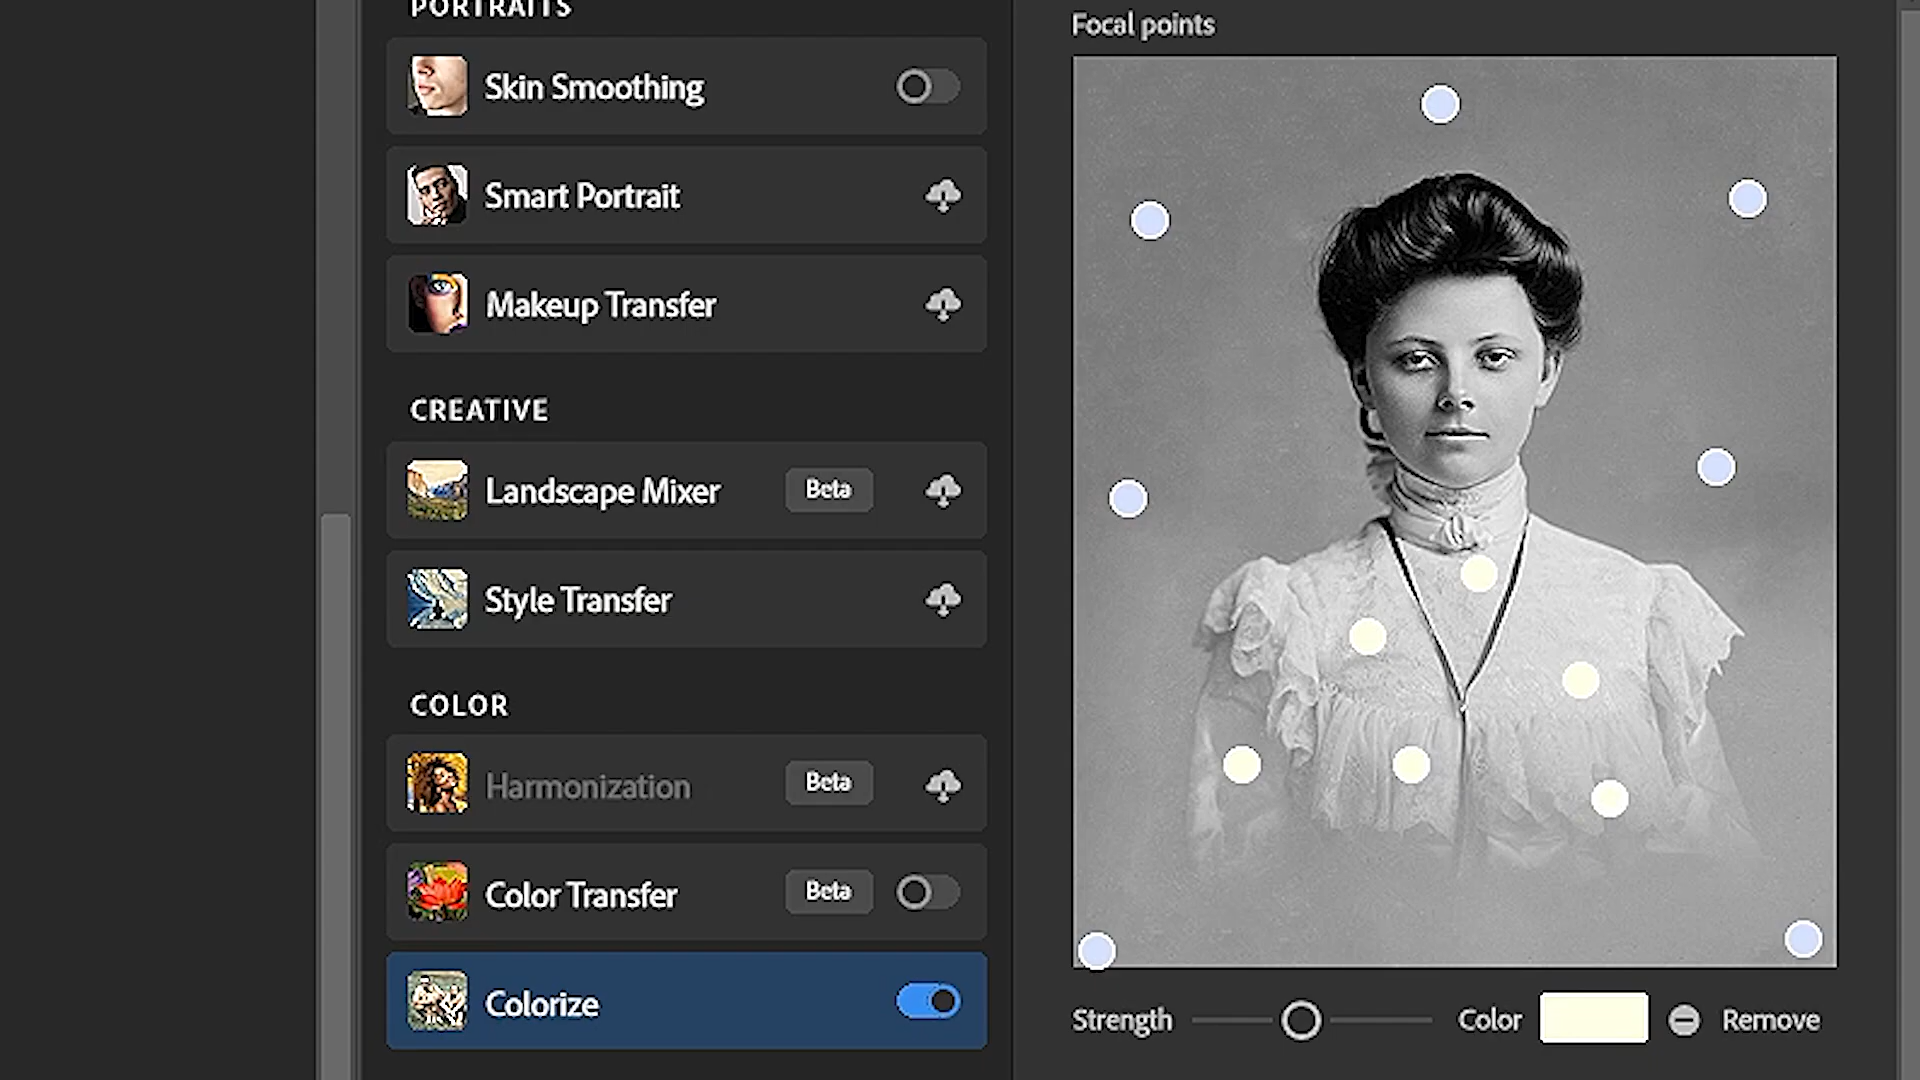 PORTRAITS
Skin Smoothing
Smart Portrait
Makeup Transfer
CREATIVE
Landscape Mixer Beta
Style Transfer
COLOR
Harmonization Beta
Color Transfer Beta
Colorize
Focal points
Strength Color Remove